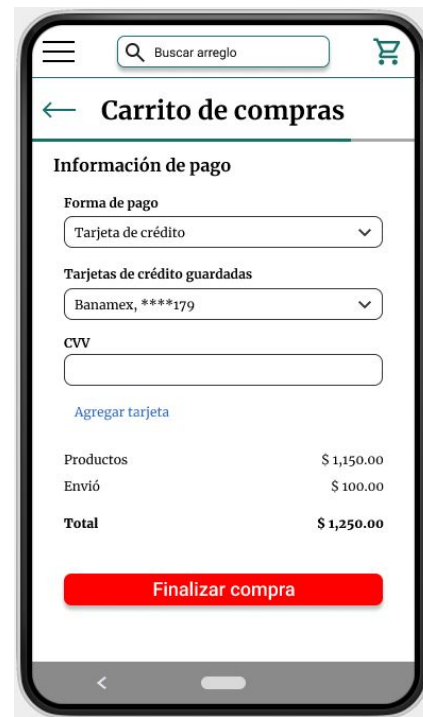 Buscar arreglo
Carrito de compras
Información de pago
Forma de pago
Tarjeta de crédito
Tarjetas de crédito guardadas
Banamex, ****179
CVV
Agregar tarjeta
Productos $ 1,150.00
Envió $ 100.00
Total $ 1,250.00
Finalizar compra